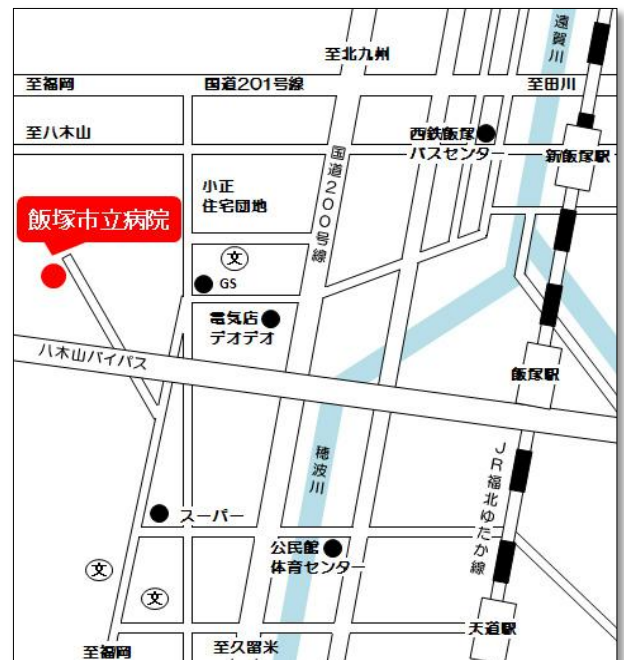 遠賀川
至北九州
至福岡
国道201号線
至田川
至八木山
西鉄飯塚
バスセンター
新飯塚駅
国道200号線
小正
住宅団地
飯塚市立病院
文
GS
電気店
デオデオ
八木山バイパス
飯塚駅
穂波川
JR福北ゆたか線
スーパー
公民館
体育センター
文
文
天道駅
至福岡
至久留米